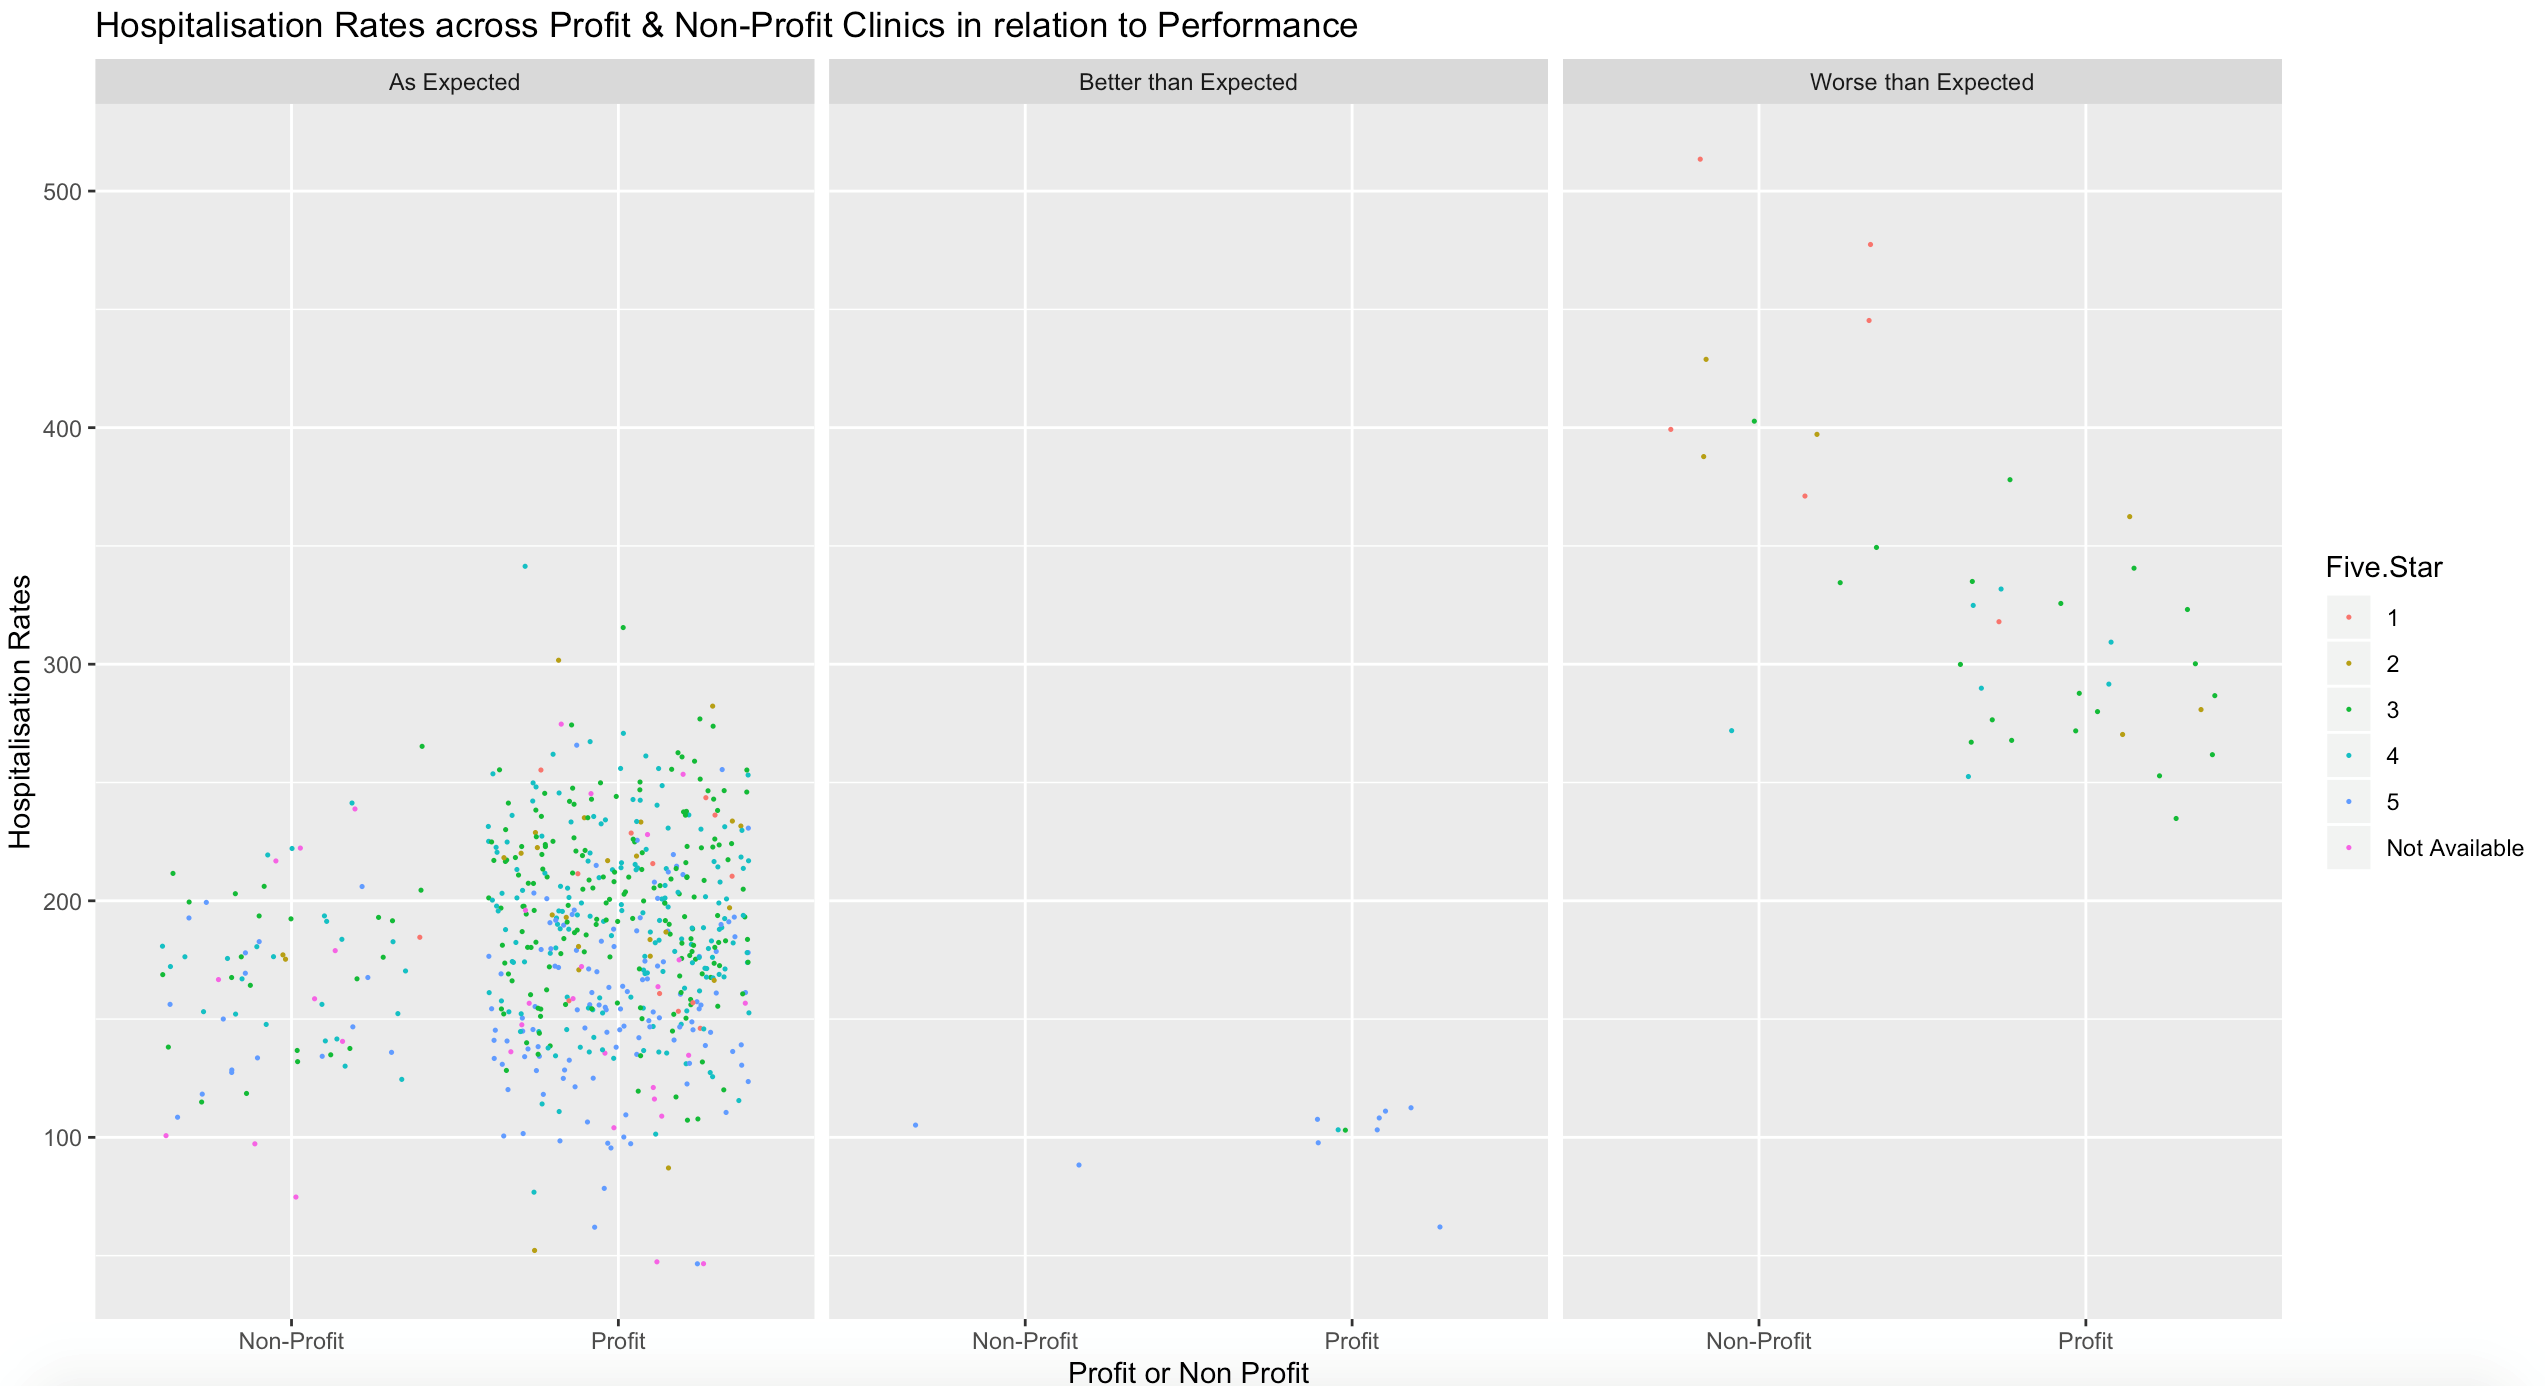 Hospitalisation Rates across Profit & Non-Profit Clinics in relation to Performance
As Expected
Better than Expected
Worse than Expected
Hospitalisation Rates
500
400
300
200
100
Non-Profit
Profit
Non-Profit
Profit
Non-Profit
Profit
Profit or Non Profit
Five.Star
1
2
3
4
5
Not Available